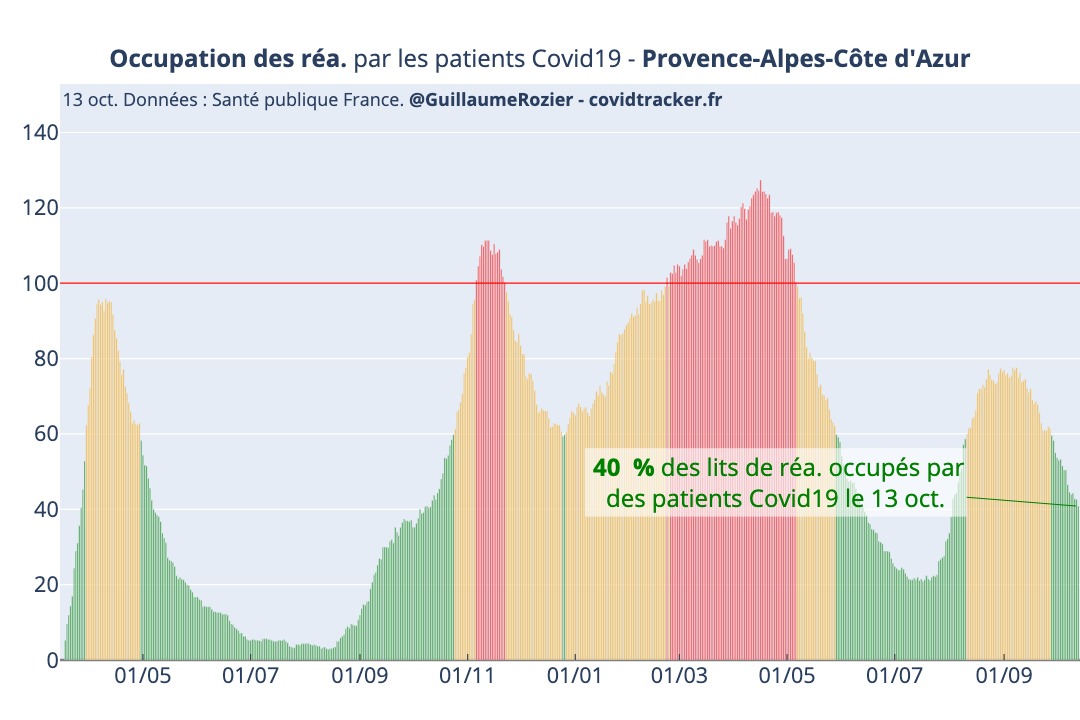 Occupation des réa. par les patients Covid19 - Provence-Alpes-Côte d'Azur
13 oct. Données : Santé publique France. @GuillaumeRozier - covidtracker.fr
140
120
100
80
60
40 % des lits de réa. occupés par
des patients Covid19 le 13 oct.
40
20
0
01/05 01/07 01/09 01/11 01/01 01/03 01/05 01/07 01/09